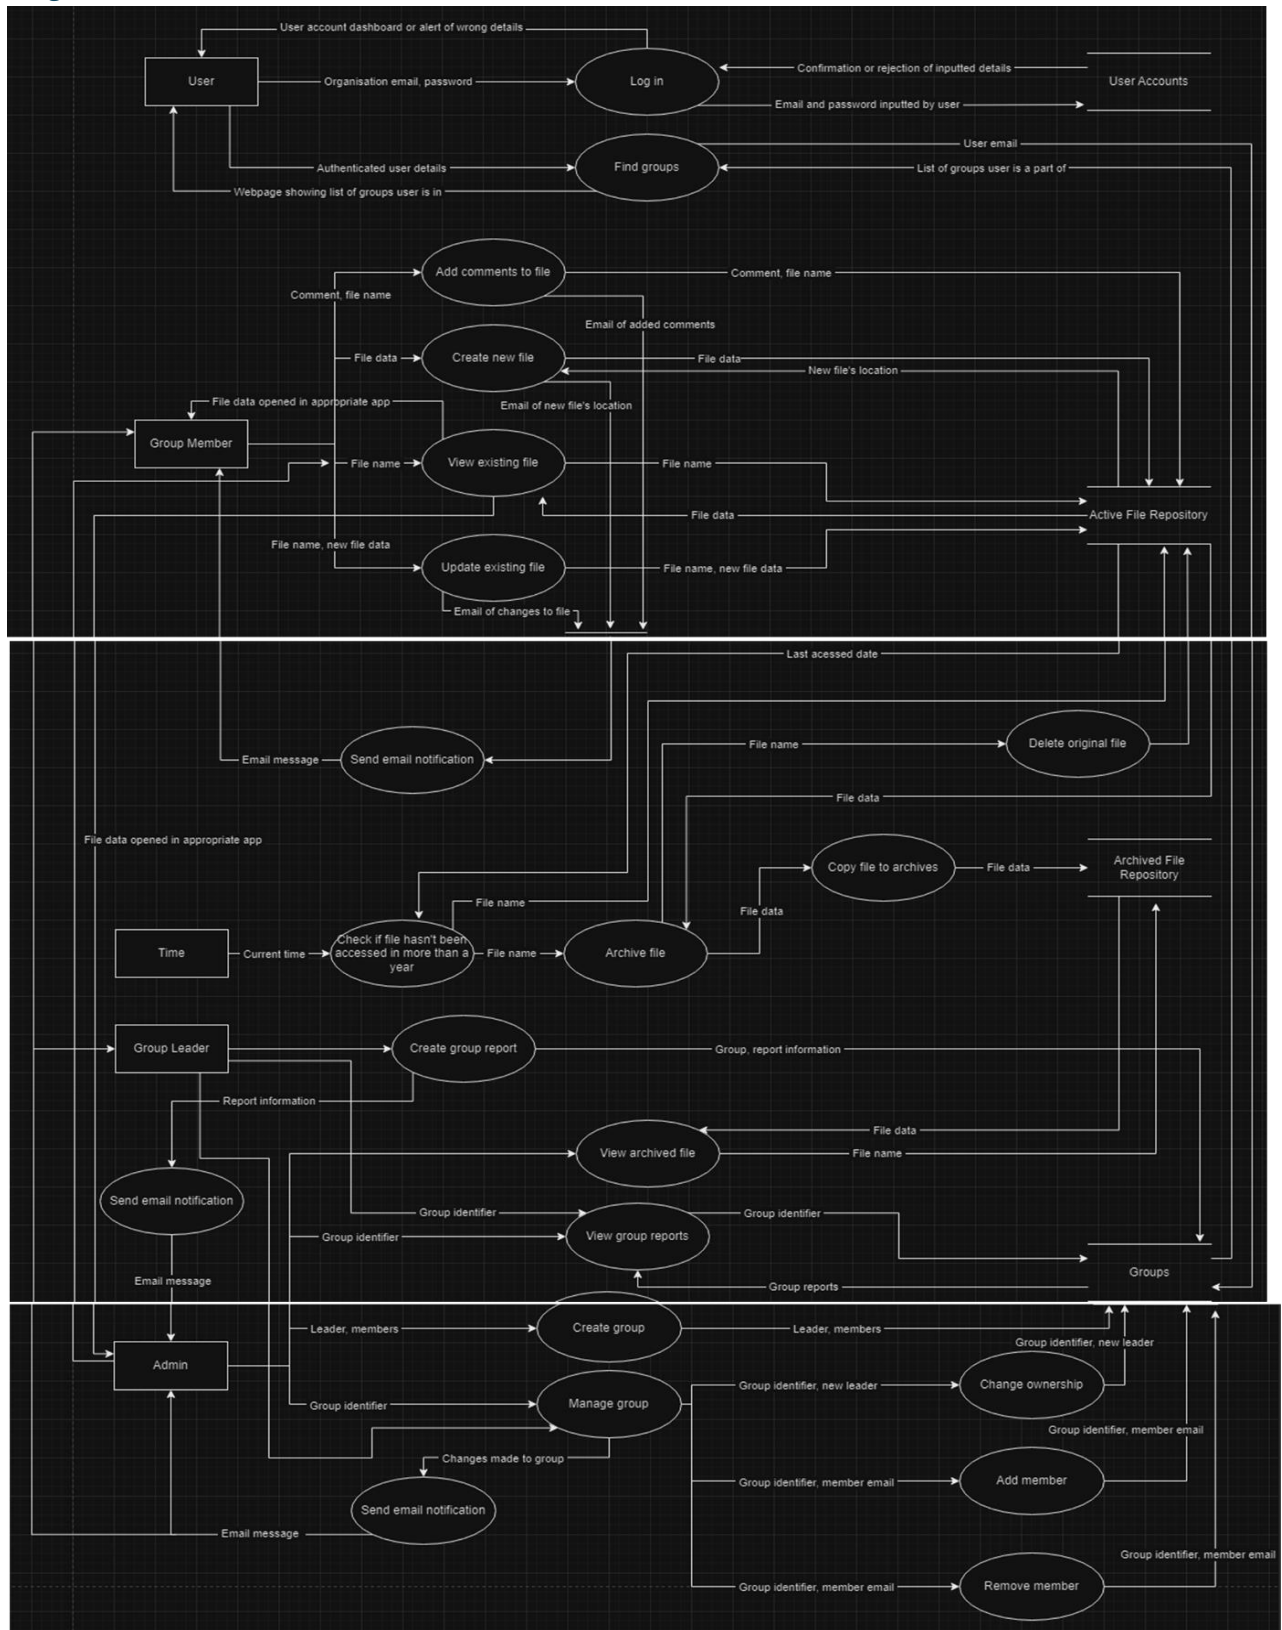 User account dashboard or alert of wrong details
User
Organisation email, password
Log in
Confirmation or rejection of inputted details
User Accounts
Email and password inputted by user
User email
Authenticated user details
Find groups
List of groups user is a part of
Webpage showing list of groups user is in
Add comments to file
Comment, file name
Comment, file name
Email of added comments
Create new file
File data
File data
New file's location
File data opened in appropriate app
Email of new file's location
Group Member
File name
View existing file
File name
File data
Active File Repository
File name, new file data
Update existing file
File name, new file data
Email of changes to file
Last acessed date
File name
Delete original file
Email message
Send email notification
File data
File data opened in appropriate app
Copy file to archives
File data
Archived File
Repository
File name
File data
Time
Current time
Check if file hasn't been
accessed in more than a
year
File name
Archive file
Group Leader
Create group report
Group, report information
Report information
File data
View archived file
File name
Send email notification
Group identifier
Group identifier
Group identifier
View group reports
Groups
Email message
Group reports
Leader, members
Create group
Leader, members
Group identifier, new leader
Admin
Group identifier, new leader
Change ownership
Group identifier
Manage group
Group identifier, member email
Changes made to group
Group identifier, member email
Add member
Send email notification
Email message
Group identifier, member email
Group identifier, member email
Remove member